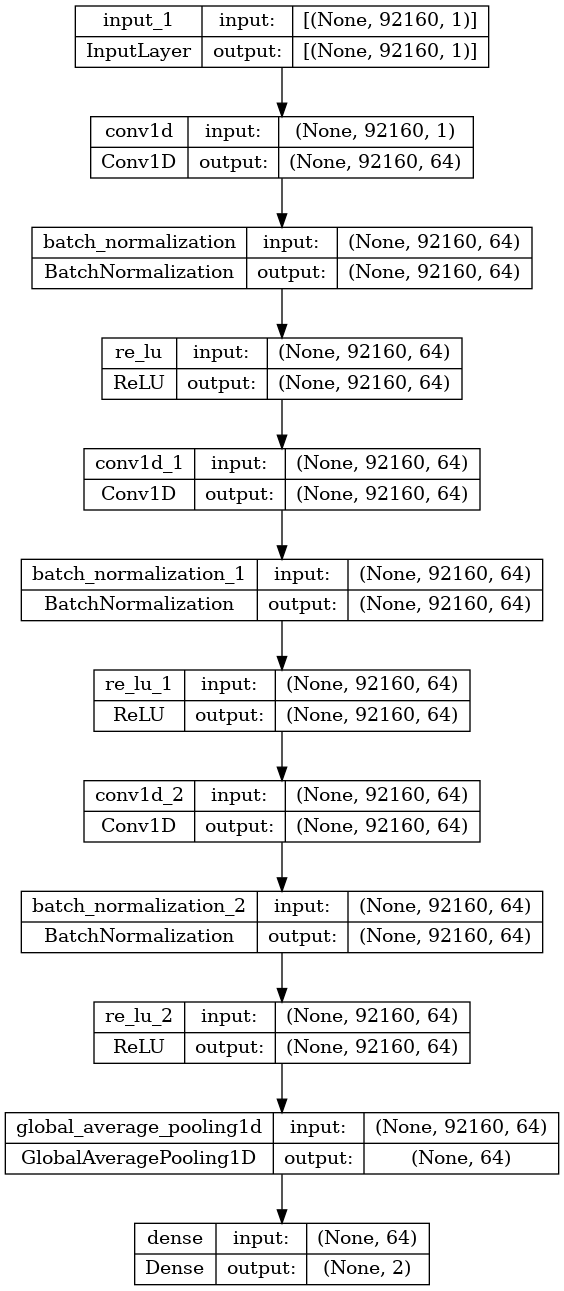 input_1 input: [(None, 92160, 1)]
InputLayer output: [(None, 92160, 1)]
conv1d input: (None, 92160, 1)
Conv1D output: (None, 92160, 64)
batch_normalization input: (None, 92160, 64)
BatchNormalization output: (None, 92160, 64)
re_lu input: (None, 92160, 64)
ReLU output: (None, 92160, 64)
conv1d_1 input: (None, 92160, 64)
Conv1D output: (None, 92160, 64)
batch_normalization_1 input: (None, 92160, 64)
BatchNormalization output: (None, 92160, 64)
re_lu_1 input: (None, 92160, 64)
ReLU output: (None, 92160, 64)
conv1d_2 input: (None, 92160, 64)
Conv1D output: (None, 92160, 64)
batch_normalization_2 input: (None, 92160, 64)
BatchNormalization output: (None, 92160, 64)
re_lu_2 input: (None, 92160, 64)
ReLU output: (None, 92160, 64)
global_average_pooling1d input: (None, 92160, 64)
GlobalAveragePooling1D output: (None, 64)
dense input: (None, 64)
Dense output: (None, 2)